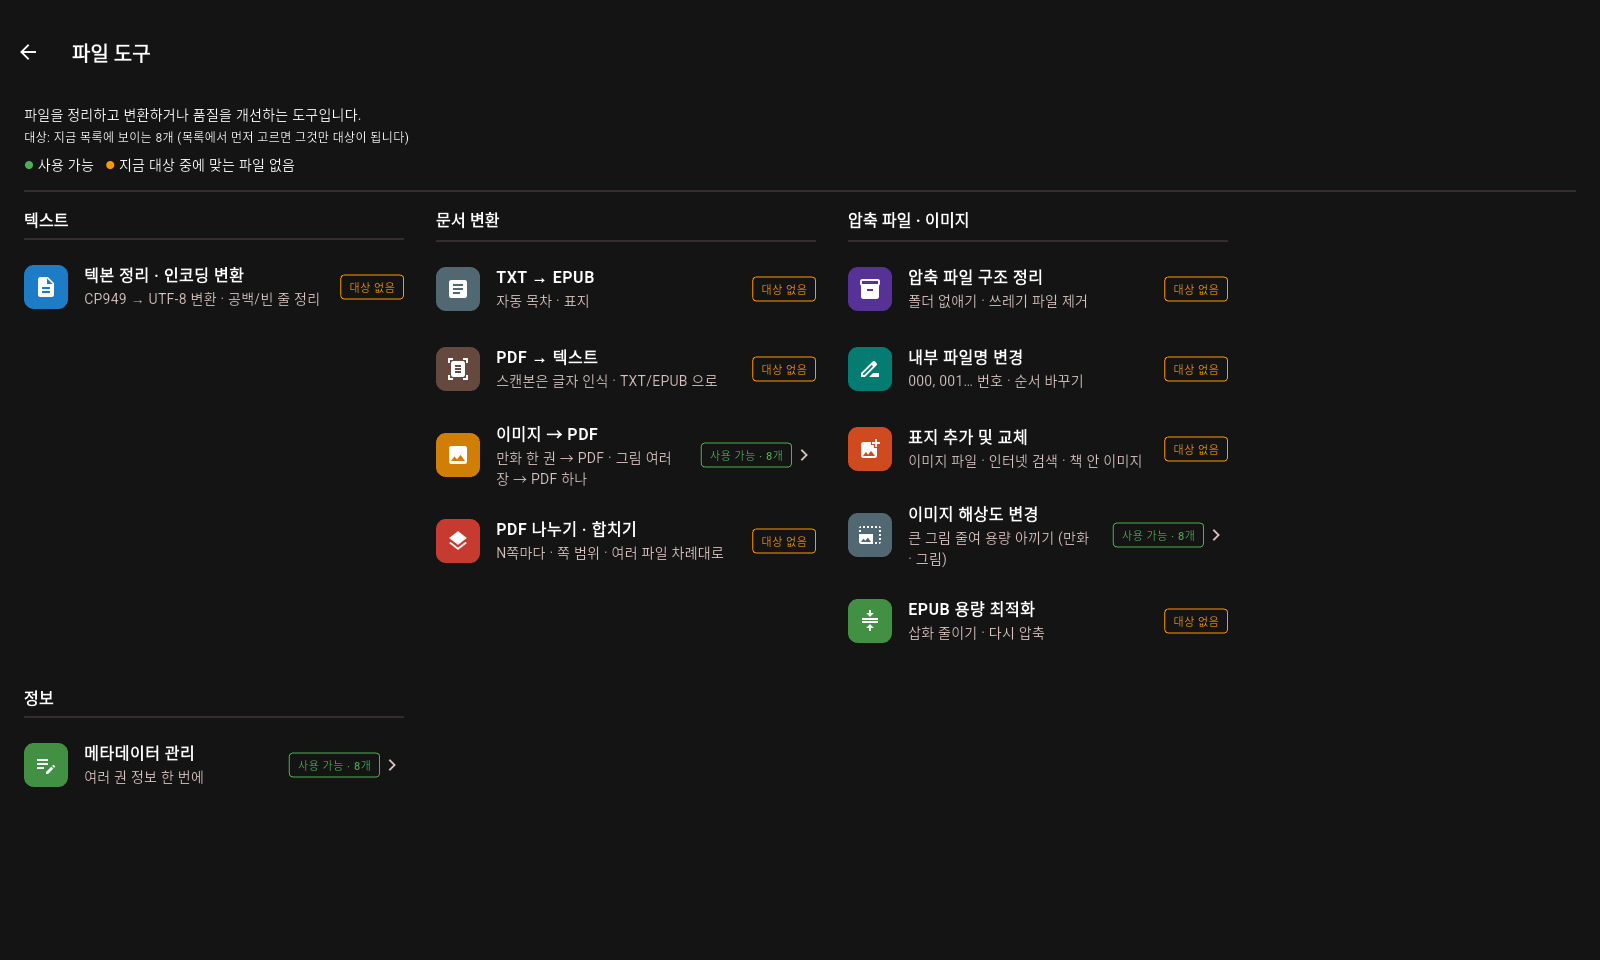 파일 도구
파일을 정리하고 변환하거나 품질을 개선하는 도구입니다.
대상: 지금 목록에 보이는 8개 (목록에서 먼저 고르면 그것만 대상이 됩니다)
사용 가능 지금 대상 중에 맞는 파일 없음
텍스트
텍본 정리 · 인코딩 변환
CP949 → UTF-8 변환 · 공백/빈 줄 정리
대상 없음
문서 변환
TXT → EPUB
자동 목차 · 표지
대상 없음
PDF → 텍스트
스캔본은 글자 인식 · TXT/EPUB 으로
대상 없음
이미지 → PDF
만화 한 권 → PDF · 그림 여러
장 → PDF 하나
사용 가능 · 8개
PDF 나누기 · 합치기
N쪽마다 · 쪽 범위 · 여러 파일 차례대로
대상 없음
압축 파일 · 이미지
압축 파일 구조 정리
폴더 없애기 · 쓰레기 파일 제거
대상 없음
내부 파일명 변경
000, 001… 번호 · 순서 바꾸기
대상 없음
표지 추가 및 교체
이미지 파일 · 인터넷 검색 · 책 안 이미지
대상 없음
이미지 해상도 변경
큰 그림 줄여 용량 아끼기 (만화
· 그림)
사용 가능 · 8개
EPUB 용량 최적화
삽화 줄이기 · 다시 압축
대상 없음
정보
메타데이터 관리
여러 권 정보 한 번에
사용 가능 · 8개